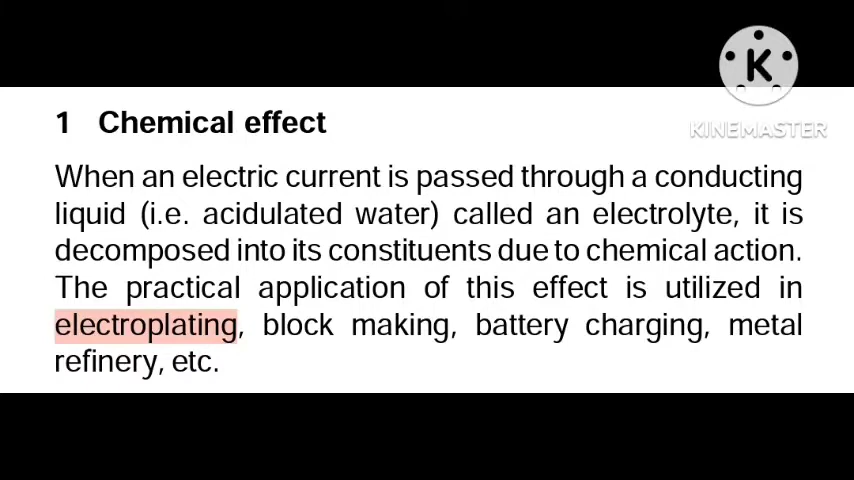 K
KINEMASTER
1 Chemical effect
When an electric current is passed through a conducting
liquid (i.e. acidulated water) called an electrolyte, it is
decomposed into its constituents due to chemical action.
The practical application of this effect is utilized in
electroplating, block making, battery charging, metal
refinery, etc.